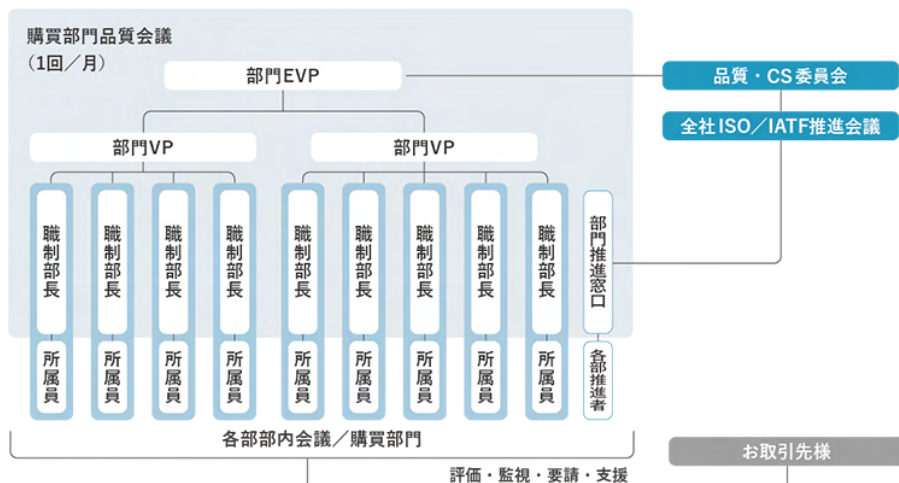 購買部門品質会議
（1回／月）
部門EVP
品質・CS委員会
全社ISO／IATF推進会議
部門VP
部門VP
職制部長
職制部長
職制部長
職制部長
職制部長
職制部長
職制部長
職制部長
職制部長
部門推進窓口
所属員
所属員
所属員
所属員
所属員
所属員
所属員
所属員
所属員
各部推進者
各部部内会議／購買部門
お取引先様
評価・監視・要請・支援